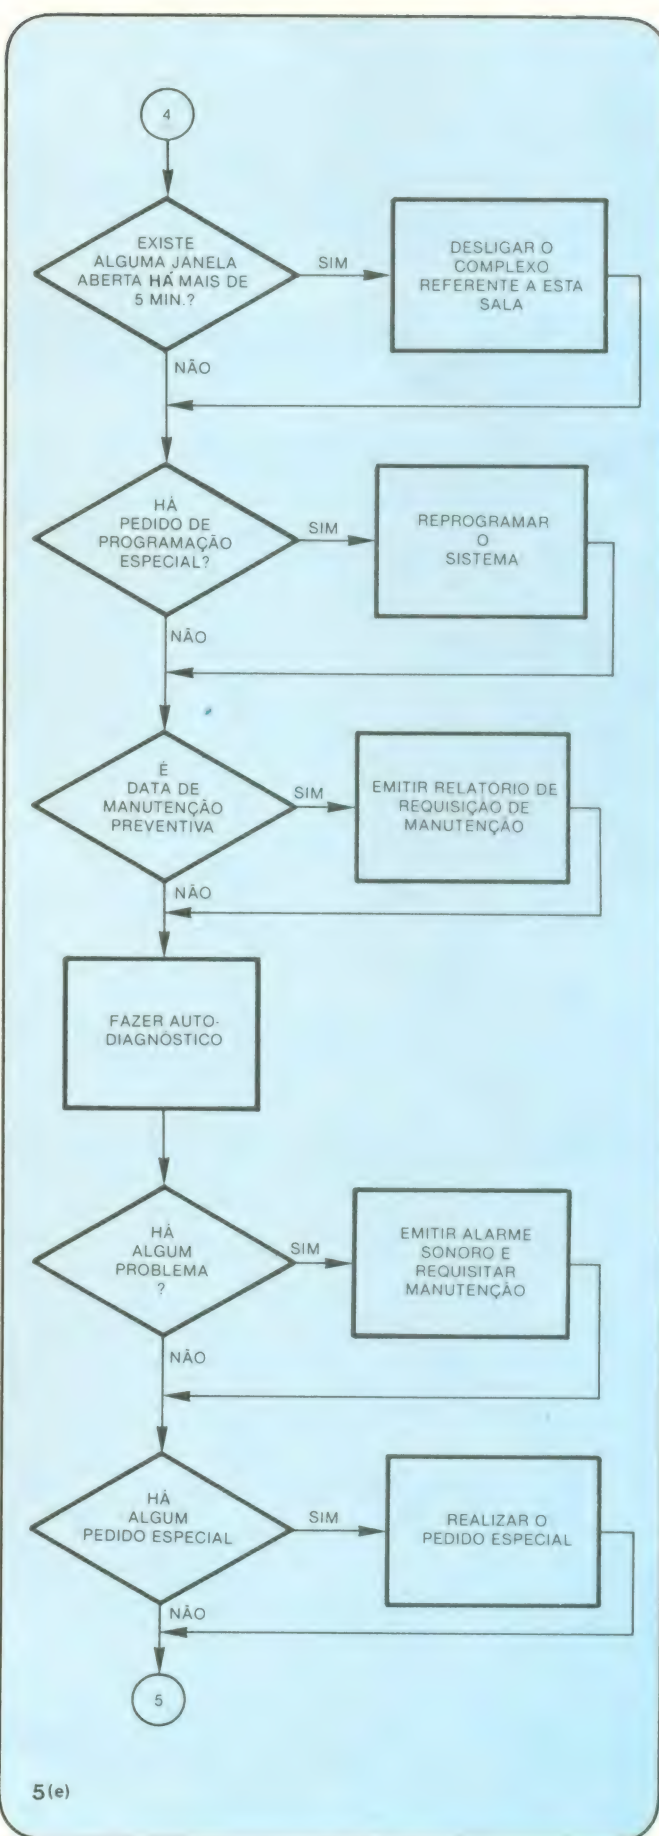 4
EXISTE
ALGUMA JANELA
ABERTA HÁ MAIS DE
5 MIN.?
SIM
DESLIGAR O
COMPLEXO
REFERENTE A ESTA
SALA
NÃO
HÁ
PEDIDO DE
PROGRAMAÇÃO
ESPECIAL?
SIM
REPROGRAMAR
O
SISTEMA
NÃO
É
DATA DE
MANUTENÇÃO
PREVENTIVA
SIM
EMITIR RELATÓRIO DE
REQUISIÇÃO DE
MANUTENÇÃO
NÃO
FAZER AUTO-
DIAGNÓSTICO
HÁ
ALGUM
PROBLEMA
?
SIM
EMITIR ALARME
SONORO E
REQUISITAR
MANUTENÇÃO
NÃO
HÁ
ALGUM
PEDIDO ESPECIAL
SIM
REALIZAR O
PEDIDO ESPECIAL
NÃO
5
5(e)